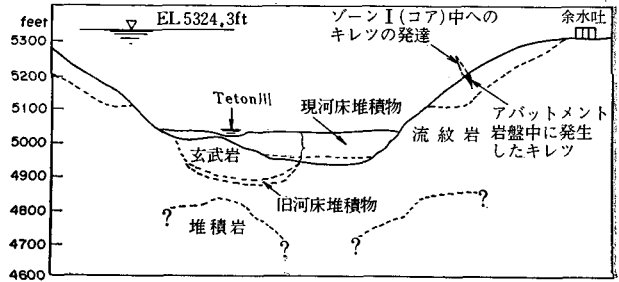 feet
5300
5200
5100
5000
4900
4800
4700
4600
EL 5324.3ft
ゾーンⅠ(コア)中への
キレツの発達
余水吐
Teton川
現河床堆積物
流紋岩
アバットメント
岩盤中に発生
したキレツ
玄武岩
旧河床堆積物
堆積岩
?
?
?
?